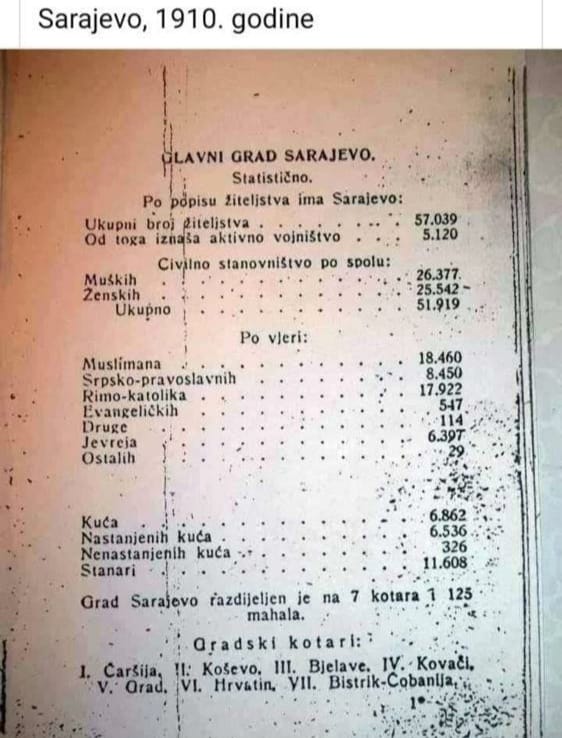 Sarajevo, 1910. godine
GLAVNI GRAD SARAJEVO.
Statistično.
Po popisu žiteljstva ima Sarajevo:
Ukupni broj žiteljstva . . . . . . . . . . 57.039
Od toga iznaša aktivno vojništvo . . . 5.120
Civilno stanovništvo po spolu:
Muških . . . . . . . . . . . 26.377
Ženskih . . . . . . . . . . . 25.542
Ukupno . . . . . . . . . . . 51.919
Po vjeri:
Muslimana . . . . . . . . . . 18.460
Srpsko-pravoslavnih . . . . . . . 8.450
Rimo-katolika . . . . . . . . . 17.922
Evangeličkih . . . . . . . . . 547
Druge . . . . . . . . . . . 114
Jevreja . . . . . . . . . . . 6.397
Ostalih . . . . . . . . . . . 29
Kuća . . . . . . . . . . . 6.862
Nastanjenih kuća . . . . . . . . 6.536
Nenastanjenih kuća . . . . . . . 326
Stanari . . . . . . . . . . . 11.608
Grad Sarajevo razdijeljen je na 7 kotara i 125
mahala.
Gradski kotari:
I. Čaršija, II. Koševo, III. Bjelave, IV. Kovači,
V. Grad, VI. Hrvatin, VII. Bistrik-Čobanija.
1*